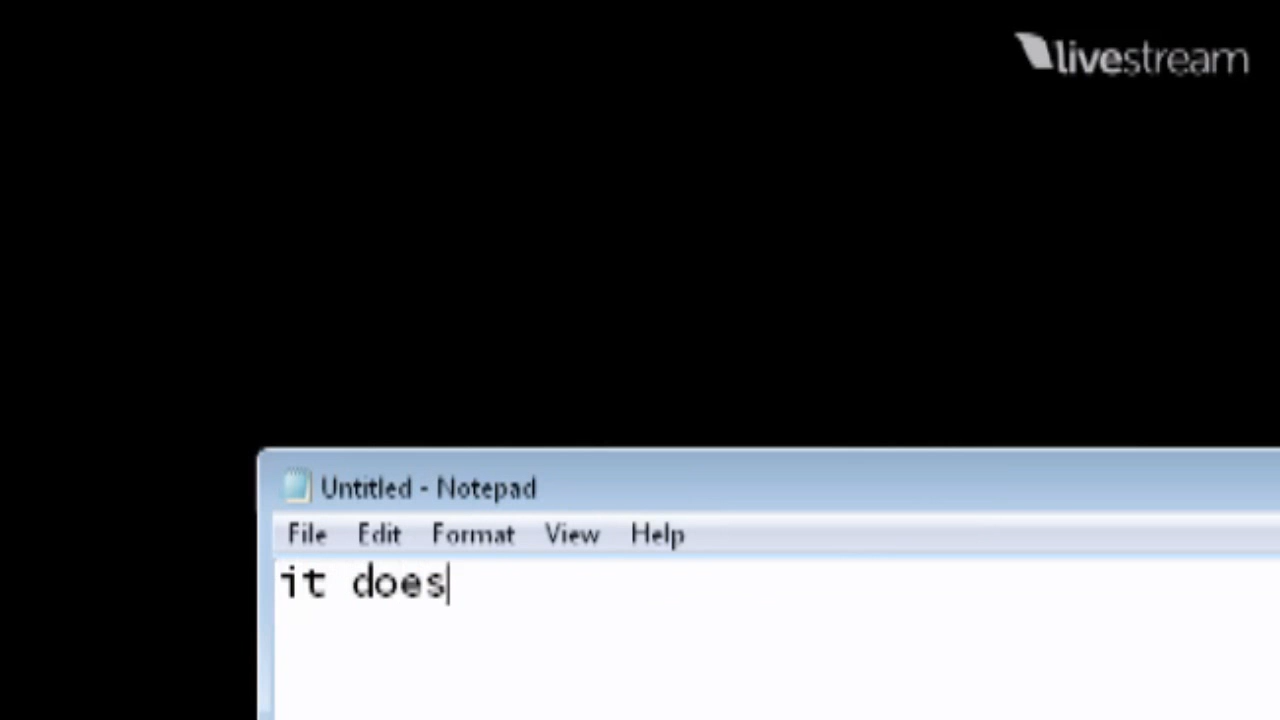 livestream
Untitled - Notepad
File Edit Format View Help
it does